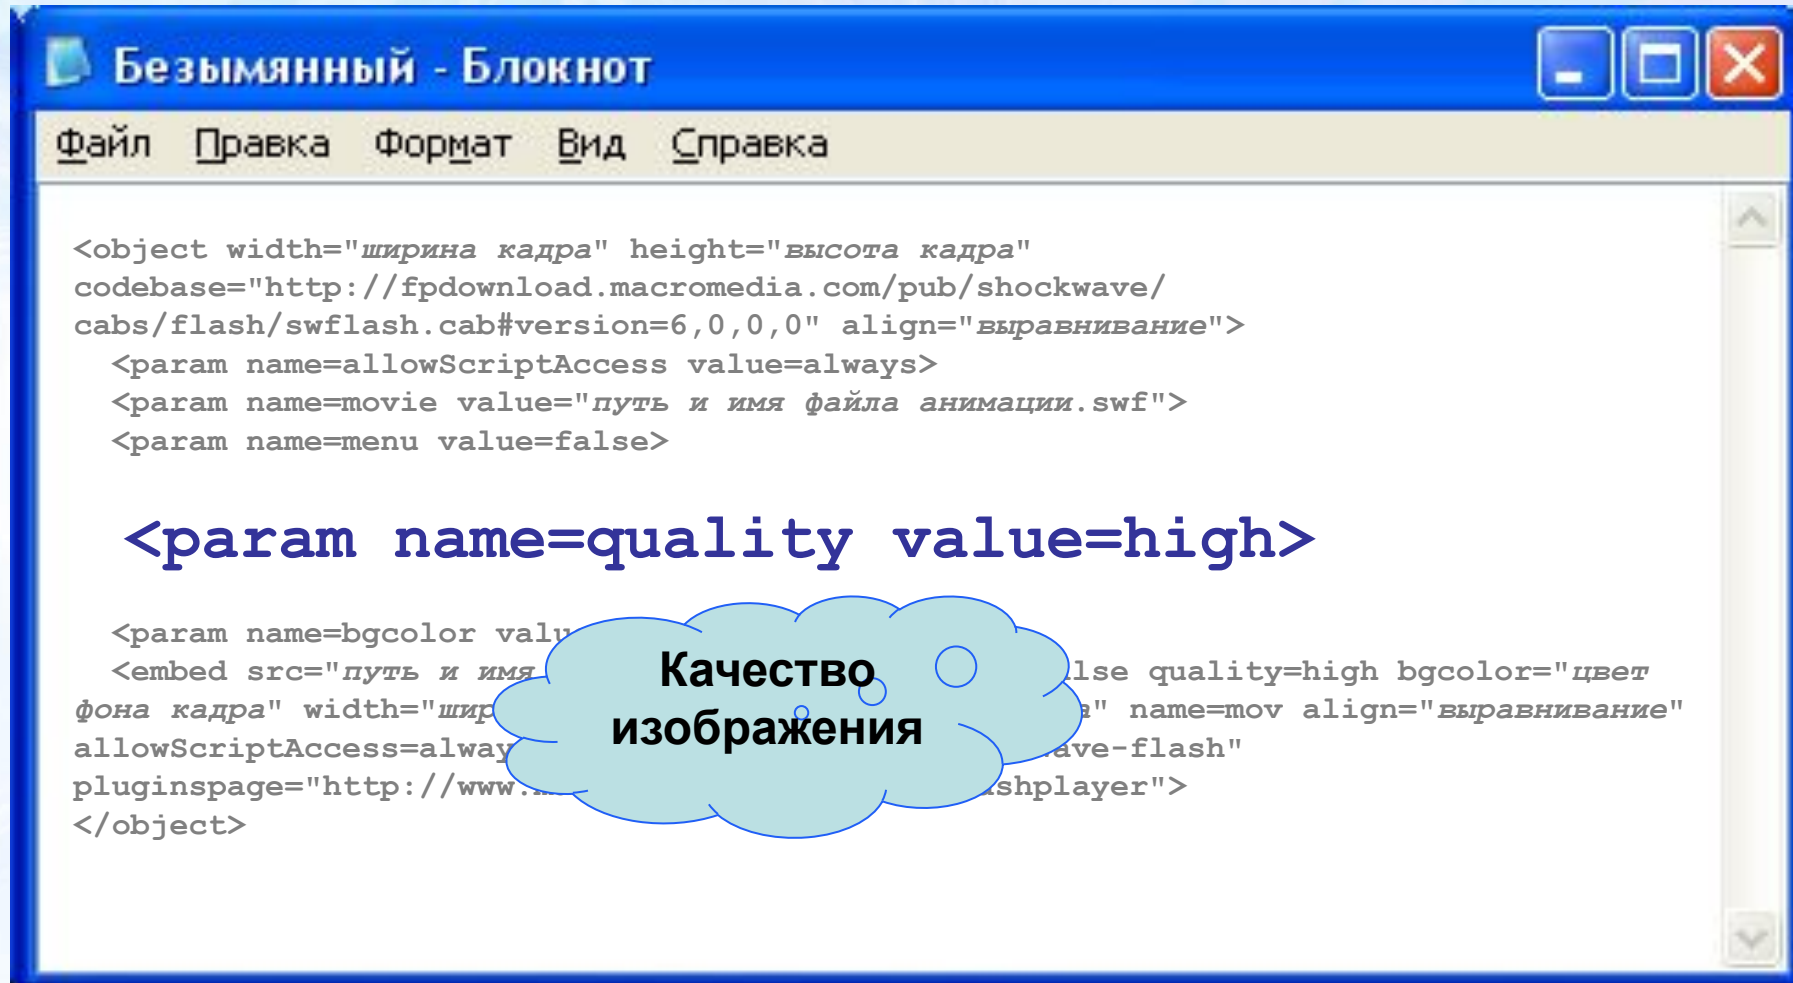 Безымянный - Блокнот
Файл Правка Формат Вид Справка
<object width="ширина кадра" height="высота кадра"
codebase="http://fpdownload.macromedia.com/pub/shockwave/
cabs/flash/swflash.cab#version=6,0,0,0" align="выравнивание">
<param name=allowScriptAccess value=always>
<param name=movie value="путь и имя файла анимации.swf">
<param name=menu value=false>
<param name=quality value=high>
<param name=bgcolor valu
<embed src="путь и имя lse quality=high bgcolor="цвет
фона кадра" width="шир " name=mov align="выравнивание"
allowScriptAccess=alway ave-flash"
pluginspage="http://www. shplayer">
</object>
Качество
изображения